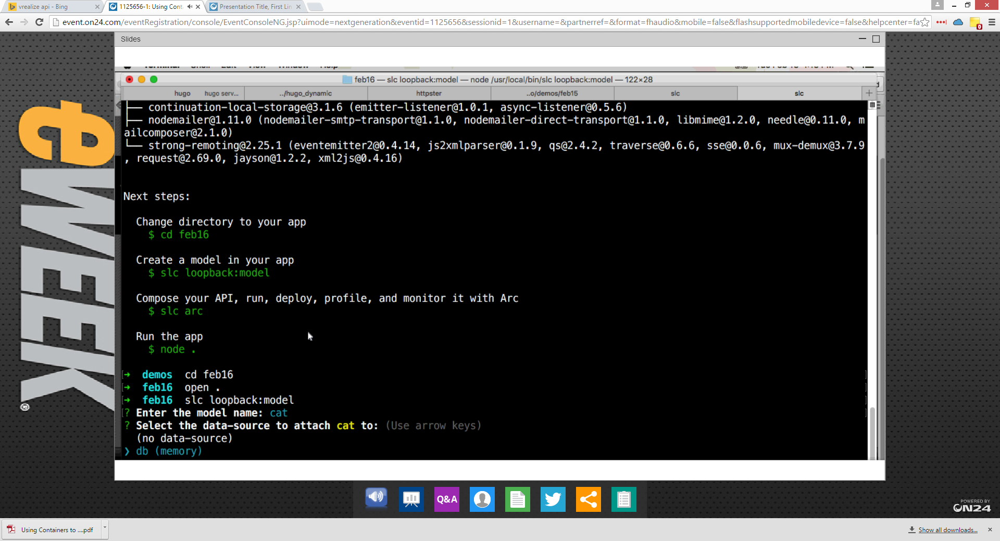 vrealize api - Bing
1125656-1: Using Cont
Presentation Title, First Lin
event.on24.com/eventRegistration/console/EventConsoleNG.jsp?uimode=nextgeneration&eventid=1125656&sessionid=1&username=&partnerref=&format=fhaudio&mobile=false&flashsupportedmobiledevice=false&helpcenter=fa
0
Slides
feb16 — slc loopback:model — node /usr/local/bin/slc loopback:model — 122×28
hugo hugo serv... ../hugo_dynamic httpster ..o/demos/feb15 slc slc
├── continuation-local-storage@3.1.6 (emitter-listener@1.0.1, async-listener@0.5.6)
├── nodemailer@1.11.0 (nodemailer-smtp-transport@1.1.0, nodemailer-direct-transport@1.1.0, libmime@1.2.0, needle@0.11.0, m
ailcomposer@2.1.0)
└── strong-remoting@2.25.1 (eventemitter2@0.4.14, js2xmlparser@0.1.9, qs@2.4.2, traverse@0.6.6, sse@0.0.6, mux-demux@3.7.9
, request@2.69.0, jayson@1.2.2, xml2js@0.4.16)
Next steps:
Change directory to your app
$ cd feb16
Create a model in your app
$ slc loopback:model
Compose your API, run, deploy, profile, and monitor it with Arc
$ slc arc
Run the app
$ node .
[➜ demos cd feb16 ]
[➜ feb16 open . ]
[➜ feb16 slc loopback:model ]
[? Enter the model name: cat ]
? Select the data-source to attach cat to: (Use arrow keys)
(no data-source)
❯ db (memory)
eWEEK
Q&A
POWERED BY
ON24
Using Containers to ....pdf
Show all downloads...